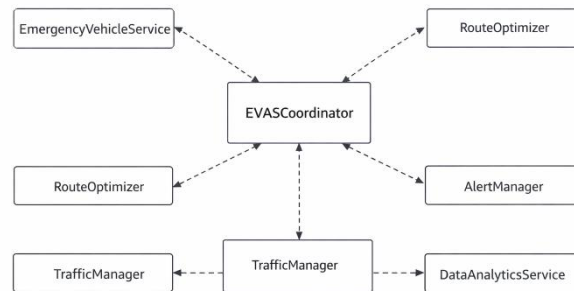 EmergencyVehicleService
RouteOptimizer
EVASCoordinator
RouteOptimizer
AlertManager
TrafficManager
TrafficManager
DataAnalyticsService